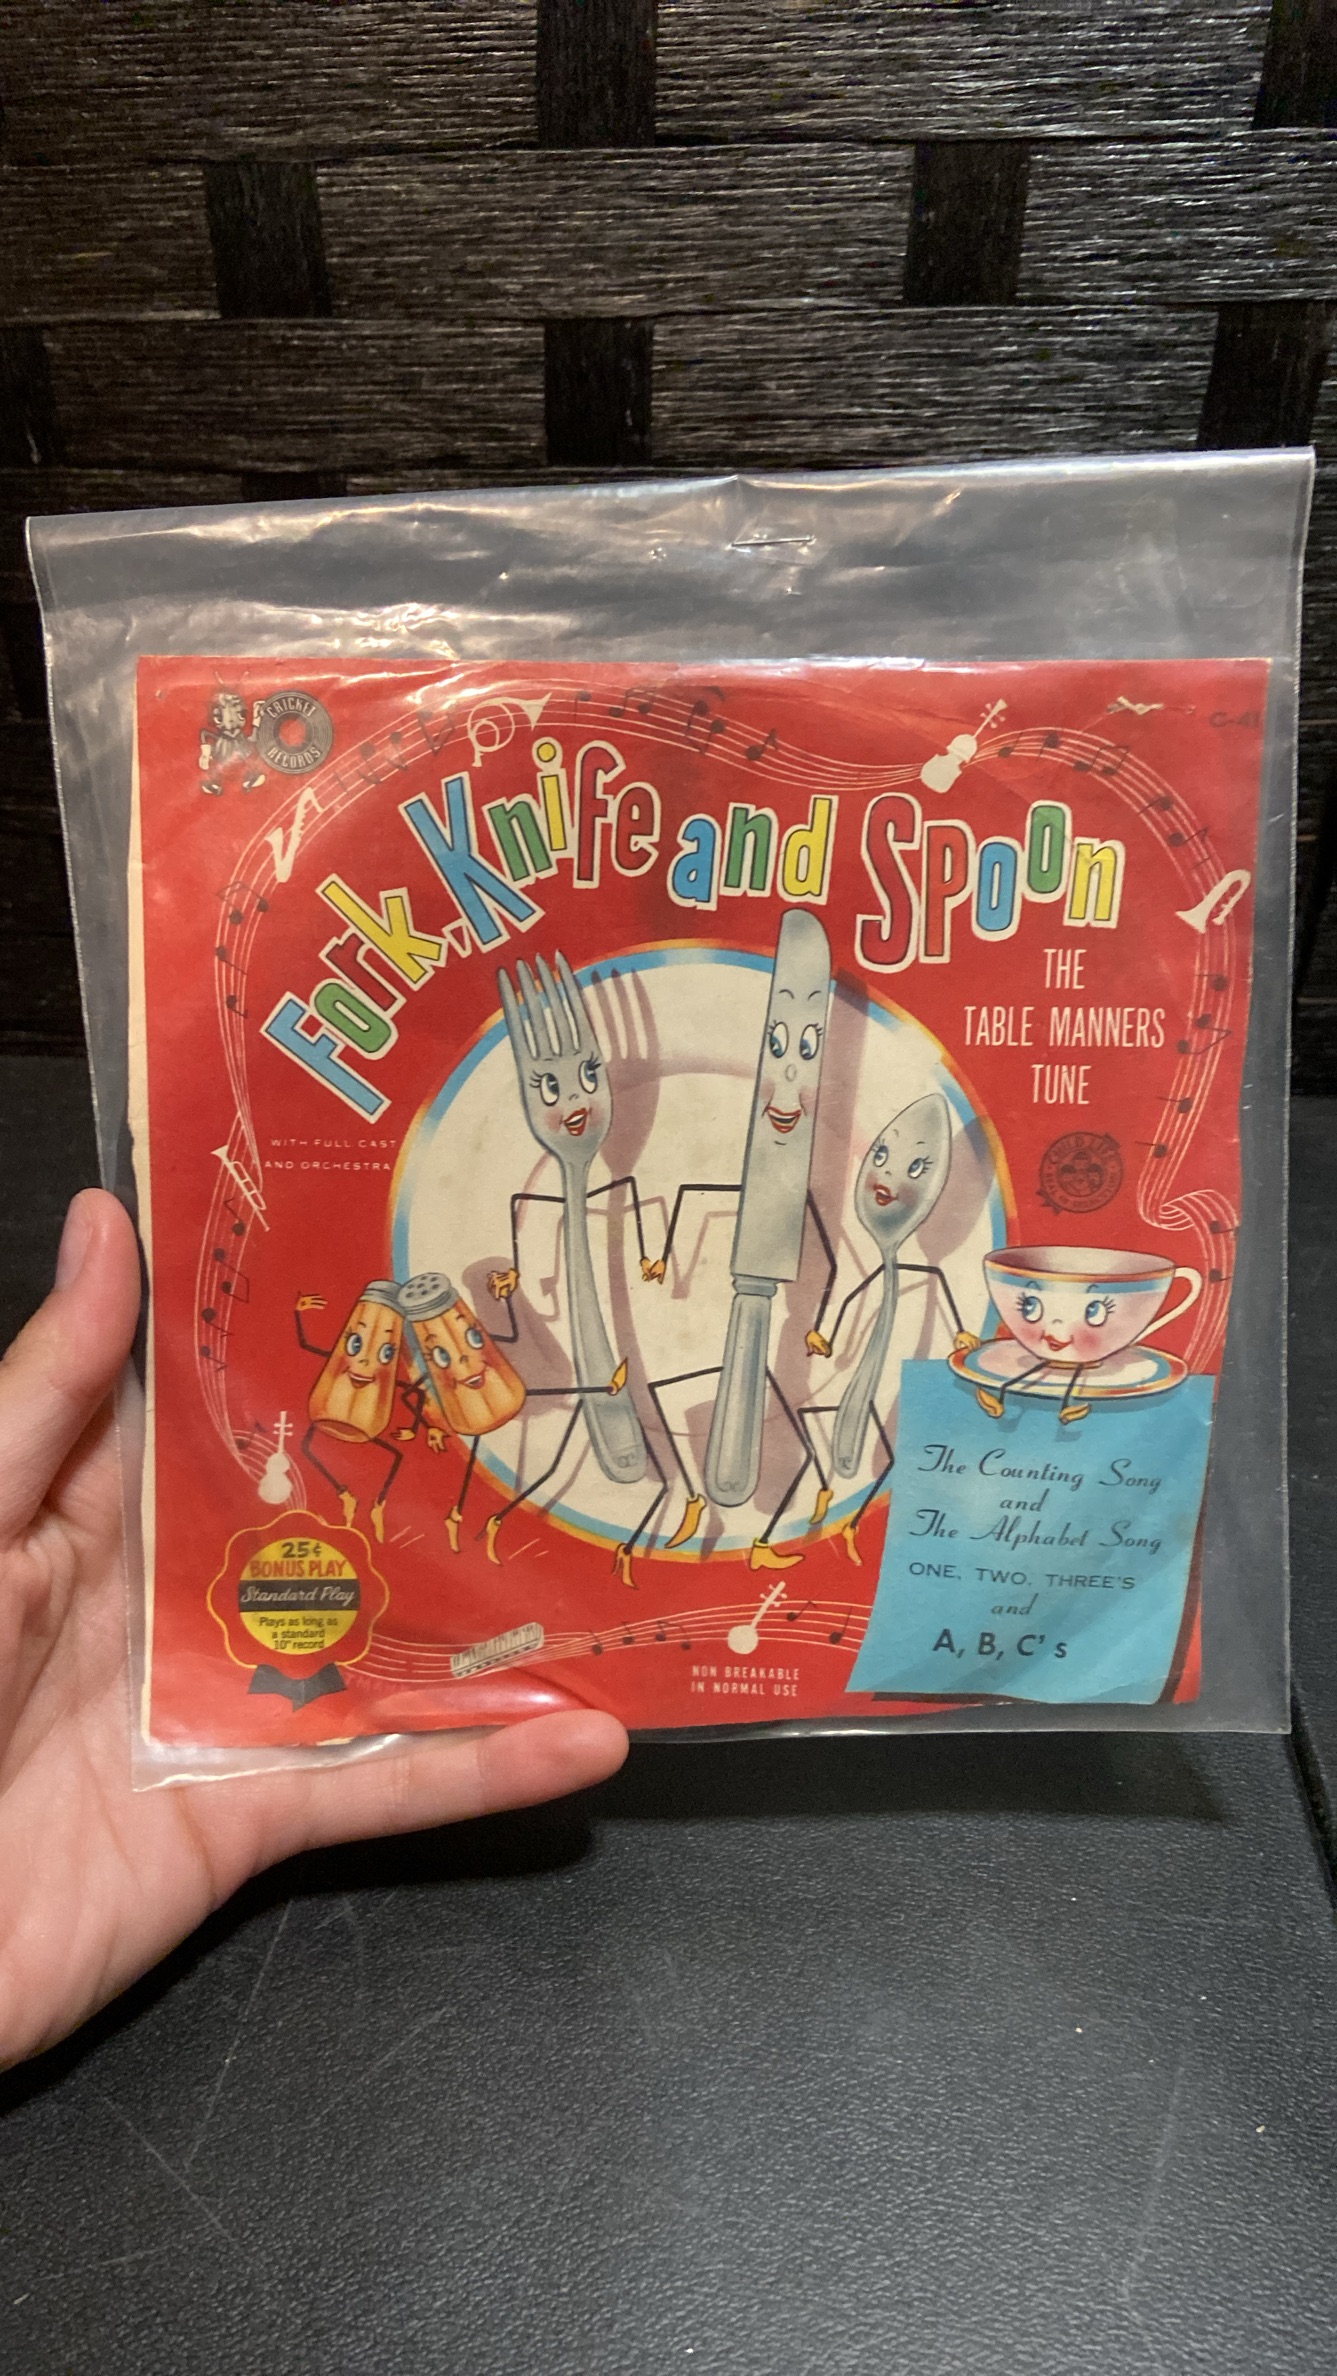 CRICKET
RECORDS
C-41
Fork, Knife and Spoon
THE
TABLE MANNERS
TUNE
WITH FULL CAST
AND ORCHESTRA
The Counting Song
and
The Alphabet Song
ONE, TWO, THREE'S
and
A, B, C's
25¢
BONUS PLAY
Standard Play
Plays as long as
a standard
10" record
NON BREAKABLE
IN NORMAL USE